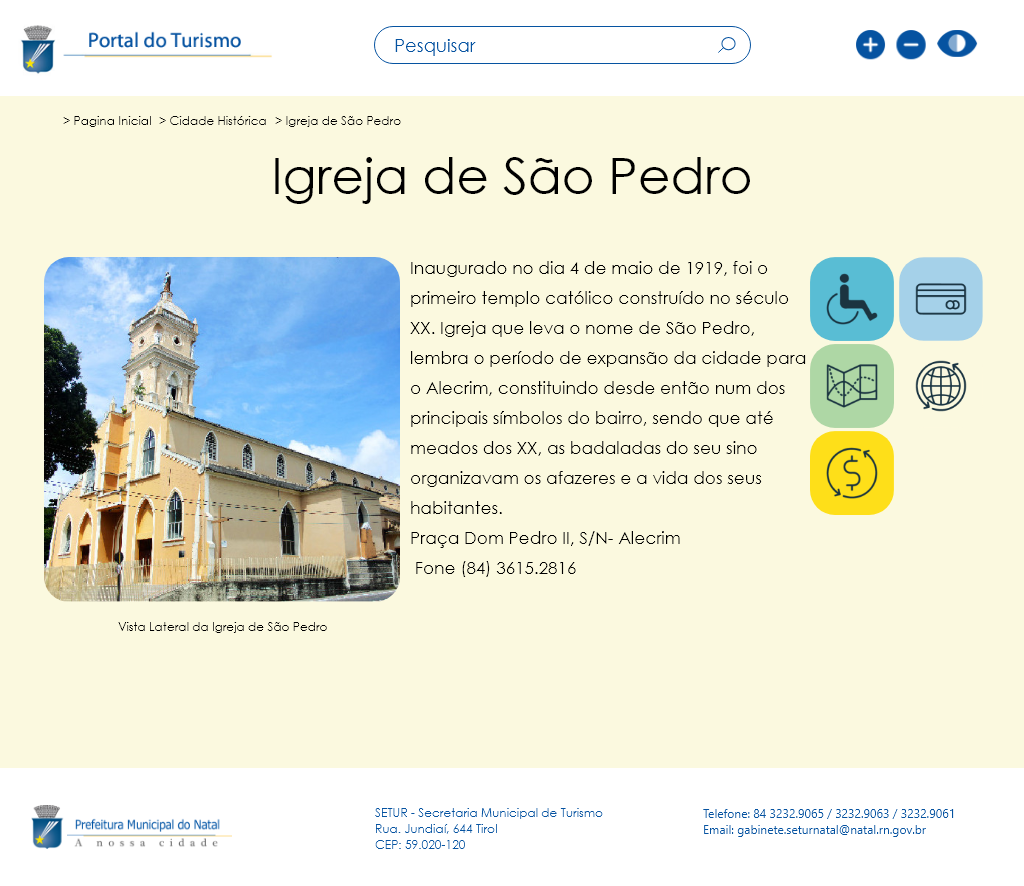 Portal do Turismo
Pesquisar
> Pagina Inicial > Cidade Histórica > Igreja de São Pedro
Igreja de São Pedro
Inaugurado no dia 4 de maio de 1919, foi o
primeiro templo católico construído no século
XX. Igreja que leva o nome de São Pedro,
lembra o período de expansão da cidade para
o Alecrim, constituindo desde então num dos
principais símbolos do bairro, sendo que até
meados dos XX, as badaladas do seu sino
organizavam os afazeres e a vida dos seus
habitantes.
Praça Dom Pedro II, S/N- Alecrim
Fone (84) 3615.2816
Vista Lateral da Igreja de São Pedro
Prefeitura Municipal do Natal
A nossa cidade
SETUR - Secretaria Municipal de Turismo
Rua. Jundiaí, 644 Tirol
CEP: 59.020-120
Telefone: 84 3232.9065 / 3232.9063 / 3232.9061
Email: gabinete.seturnatal@natal.rn.gov.br